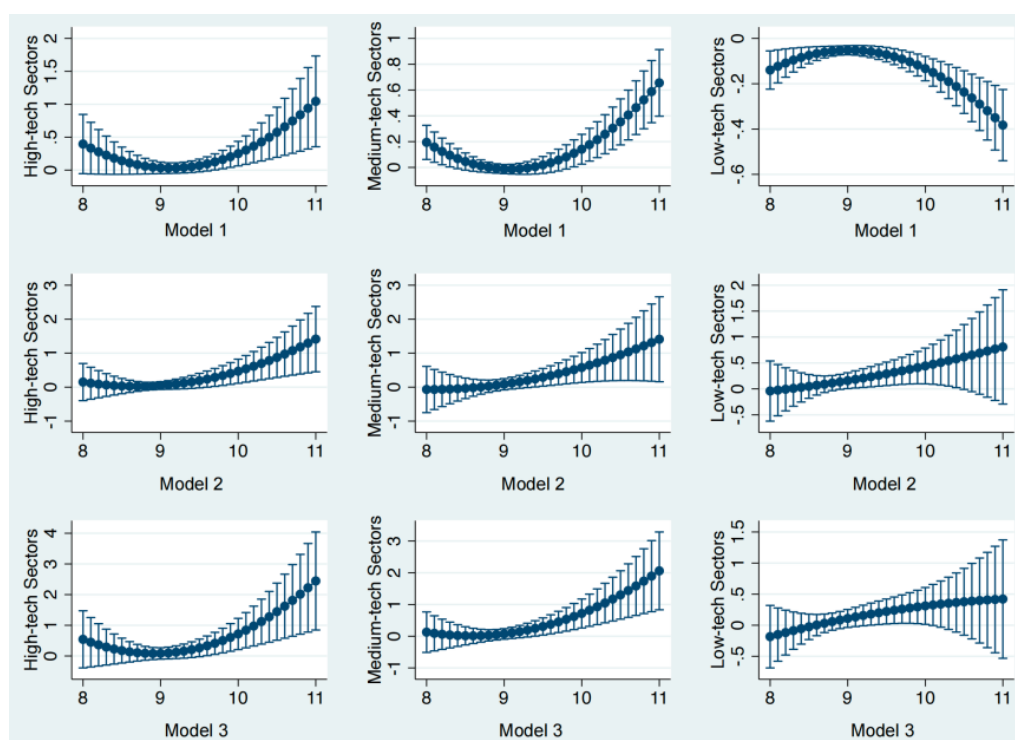 High-tech Sectors
2
1.5
1
.5
0
8 9 10 11
Model 1
Medium-tech Sectors
1
.8
.6
.4
.2
0
8 9 10 11
Model 1
Low-tech Sectors
0
-.2
-.4
-.6
8 9 10 11
Model 1
High-tech Sectors
3
2
1
0
-1
8 9 10 11
Model 2
Medium-tech Sectors
3
2
1
0
-1
8 9 10 11
Model 2
Low-tech Sectors
2
1.5
1
.5
0
-.5
8 9 10 11
Model 2
High-tech Sectors
4
3
2
1
0
8 9 10 11
Model 3
Medium-tech Sectors
3
2
1
0
-1
8 9 10 11
Model 3
Low-tech Sectors
1.5
1
.5
0
-.5
8 9 10 11
Model 3